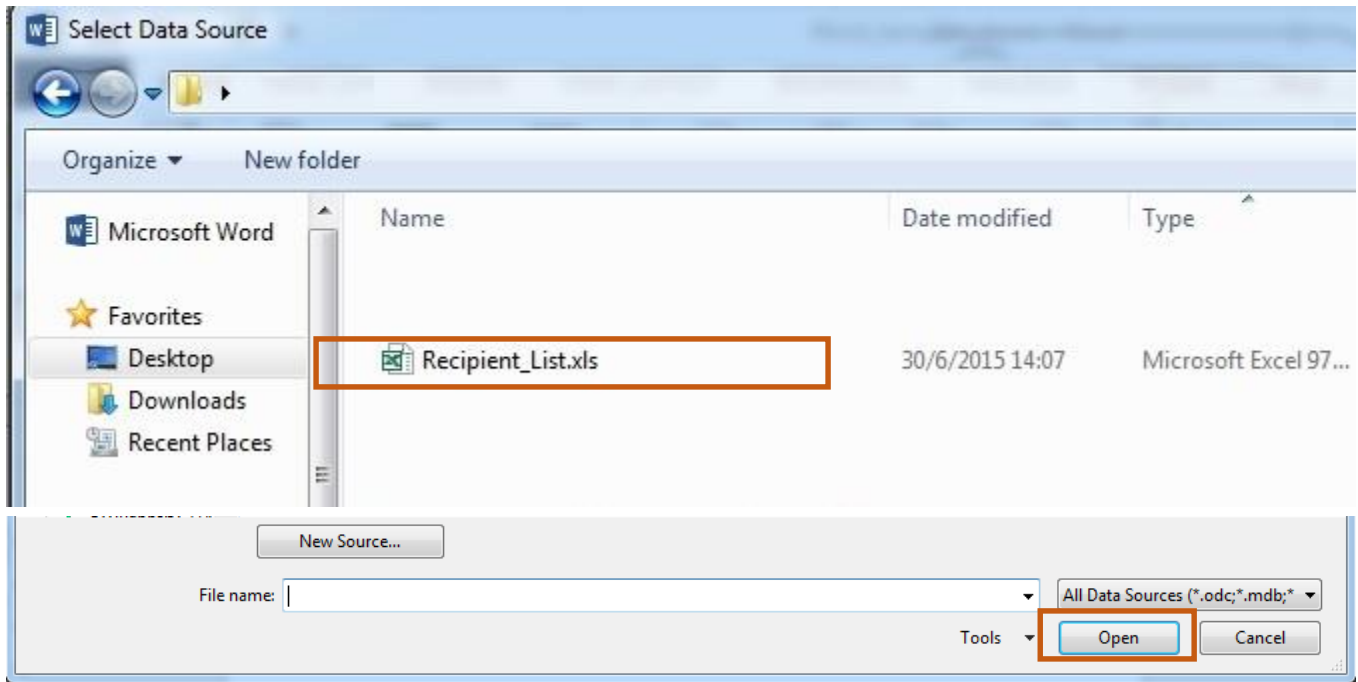 Select Data Source
Organize New folder
Microsoft Word
Name Date modified Type
Favorites
Desktop
Recipient_List.xls 30/6/2015 14:07 Microsoft Excel 97...
Downloads
Recent Places
New Source...
File name: All Data Sources (*.odc;*.mdb;*
Tools Open Cancel